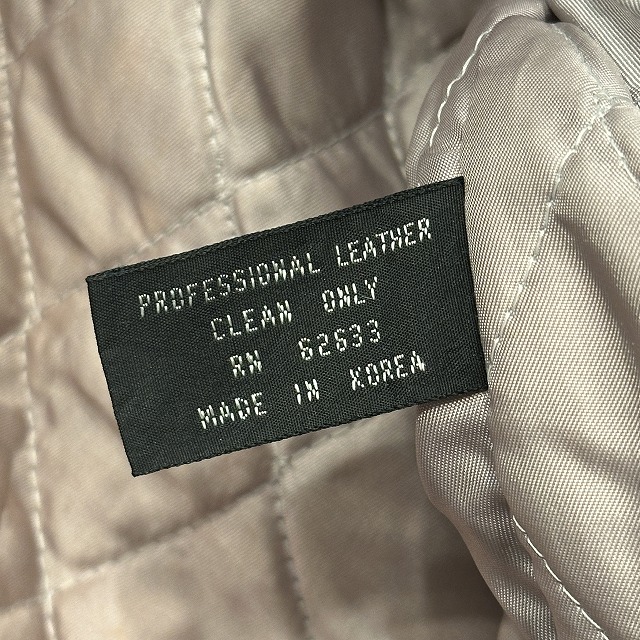 PROFESSIONAL LEATHER
CLEAN ONLY
RN 62633
MADE IN KOREA